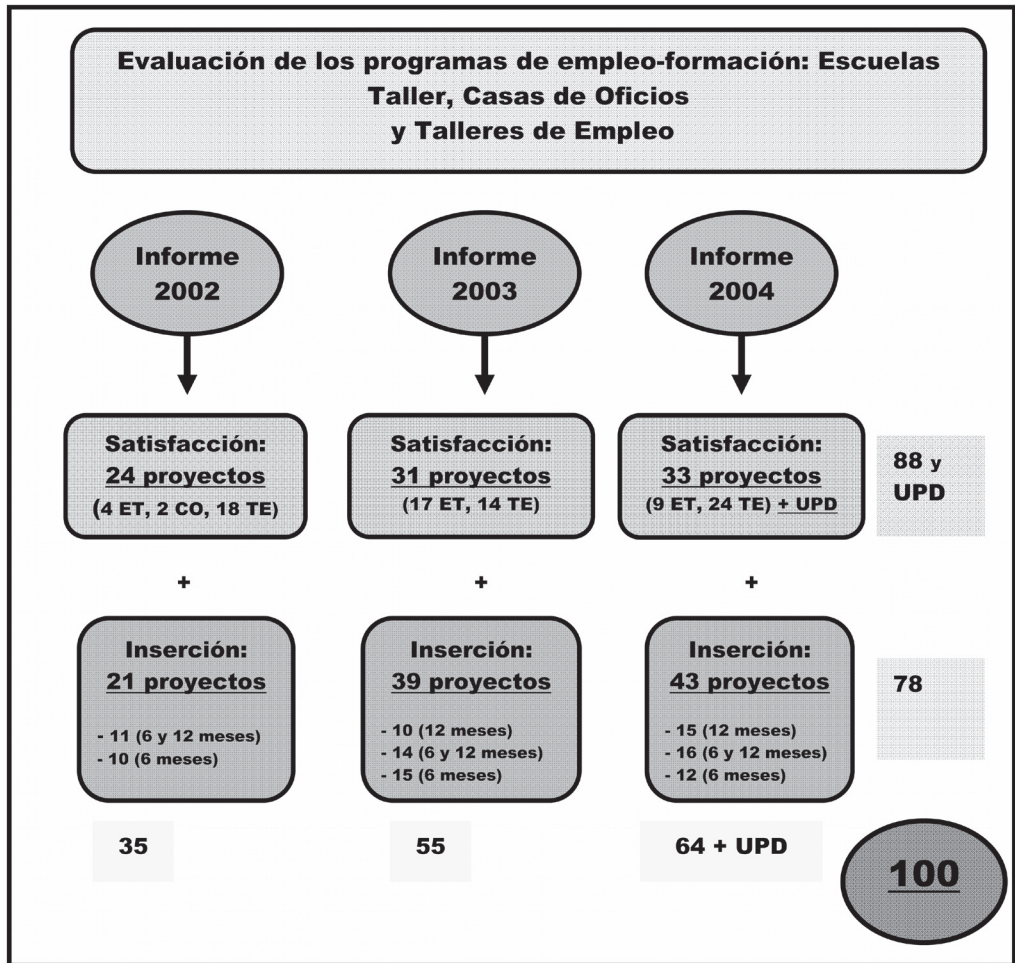 Evaluación de los programas de empleo-formación: Escuelas
Taller, Casas de Oficios
y Talleres de Empleo
Informe
2002
Informe
2003
Informe
2004
Satisfacción:
24 proyectos
(4 ET, 2 CO, 18 TE)
Satisfacción:
31 proyectos
(17 ET, 14 TE)
Satisfacción:
33 proyectos
(9 ET, 24 TE) + UPD
88 y
UPD
+
+
+
Inserción:
21 proyectos
- 11 (6 y 12 meses)
- 10 (6 meses)
Inserción:
39 proyectos
- 10 (12 meses)
- 14 (6 y 12 meses)
- 15 (6 meses)
Inserción:
43 proyectos
- 15 (12 meses)
- 16 (6 y 12 meses)
- 12 (6 meses)
78
35
55
64 + UPD
100